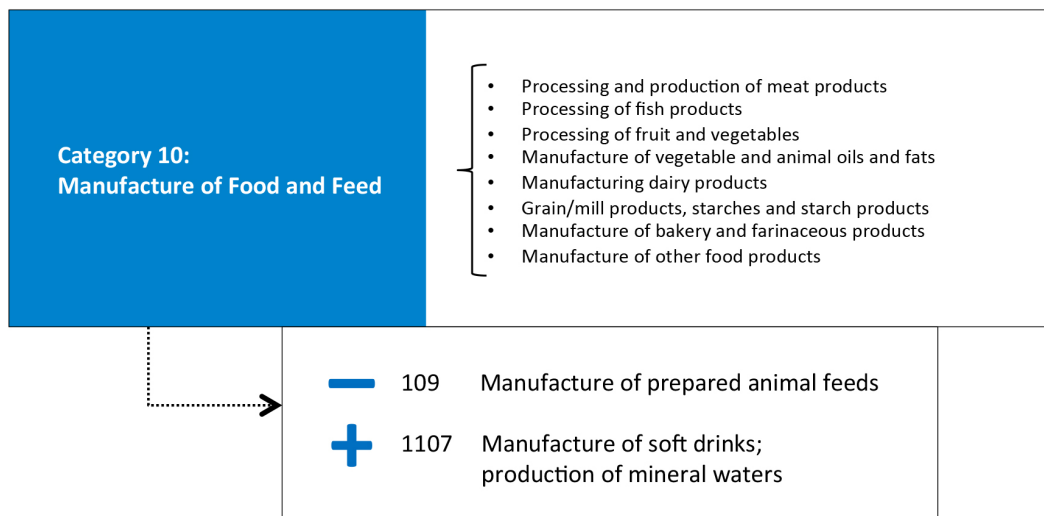 Category 10:
Manufacture of Food and Feed
• Processing and production of meat products
• Processing of fish products
• Processing of fruit and vegetables
• Manufacture of vegetable and animal oils and fats
• Manufacturing dairy products
• Grain/mill products, starches and starch products
• Manufacture of bakery and farinaceous products
• Manufacture of other food products
109 Manufacture of prepared animal feeds
1107 Manufacture of soft drinks;
production of mineral waters